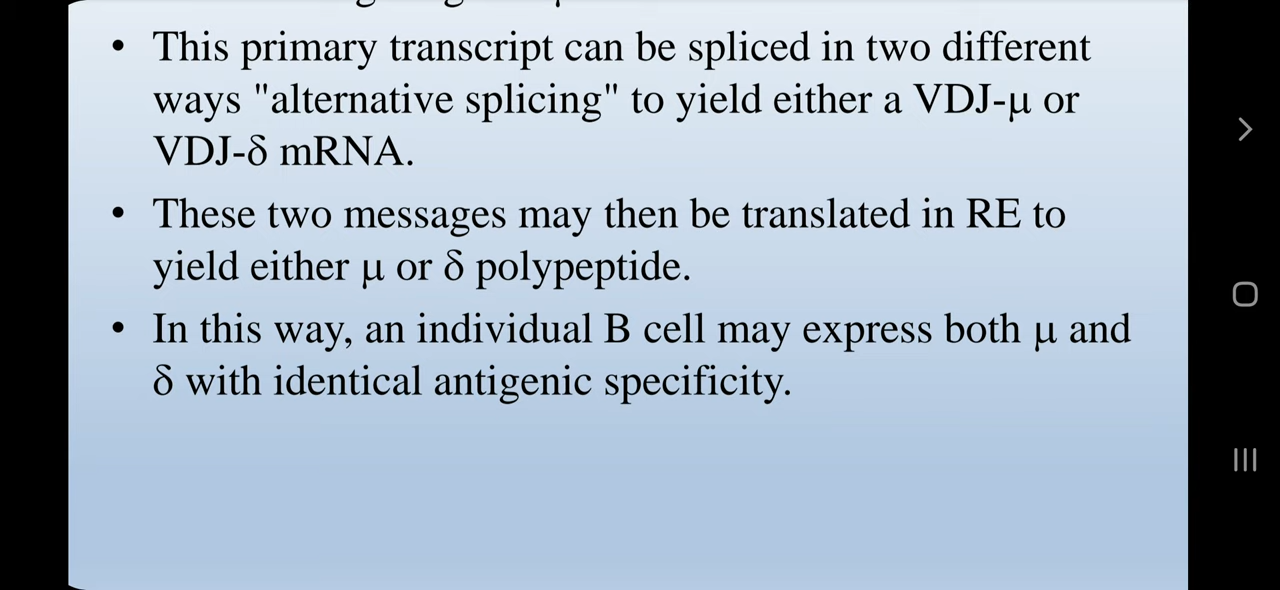 • This primary transcript can be spliced in two different
ways "alternative splicing" to yield either a VDJ-μ or
VDJ-δ mRNA.
• These two messages may then be translated in RE to
yield either μ or δ polypeptide.
• In this way, an individual B cell may express both μ and
δ with identical antigenic specificity.